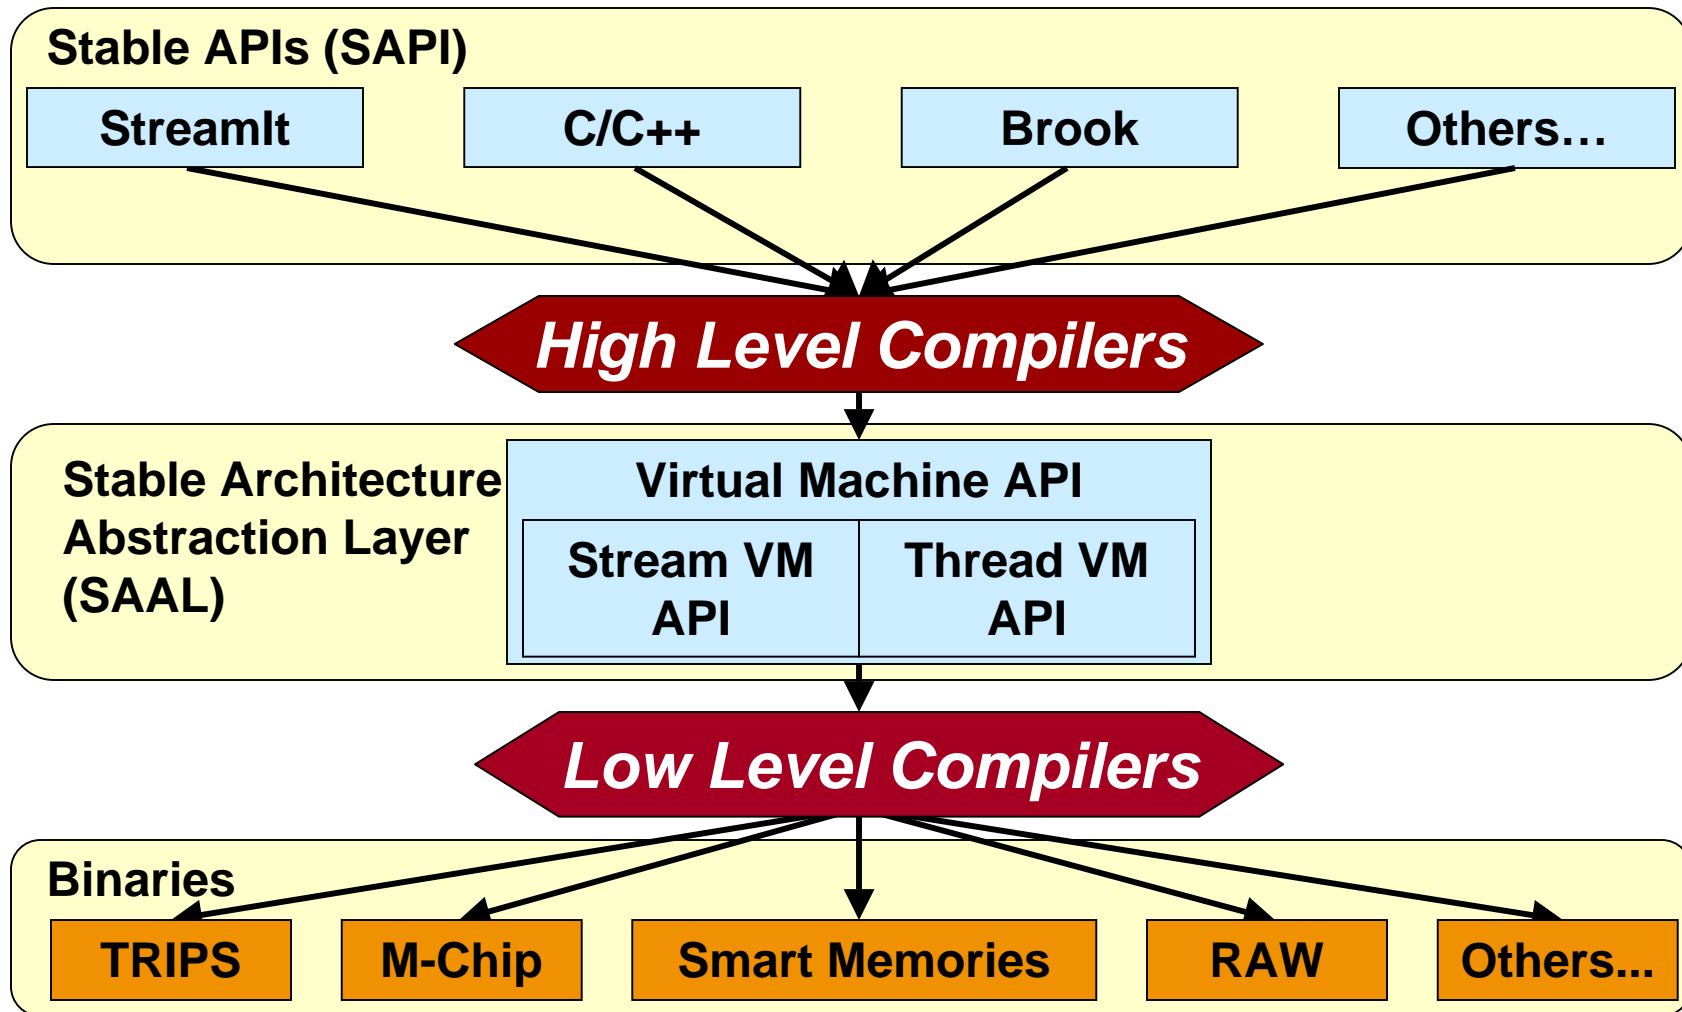 Stable APIs (SAPI)
StreamIt
C/C++
Brook
Others…
High Level Compilers
Stable Architecture
Abstraction Layer
(SAAL)
Virtual Machine API
Stream VM
API
Thread VM
API
Low Level Compilers
Binaries
TRIPS
M-Chip
Smart Memories
RAW
Others...